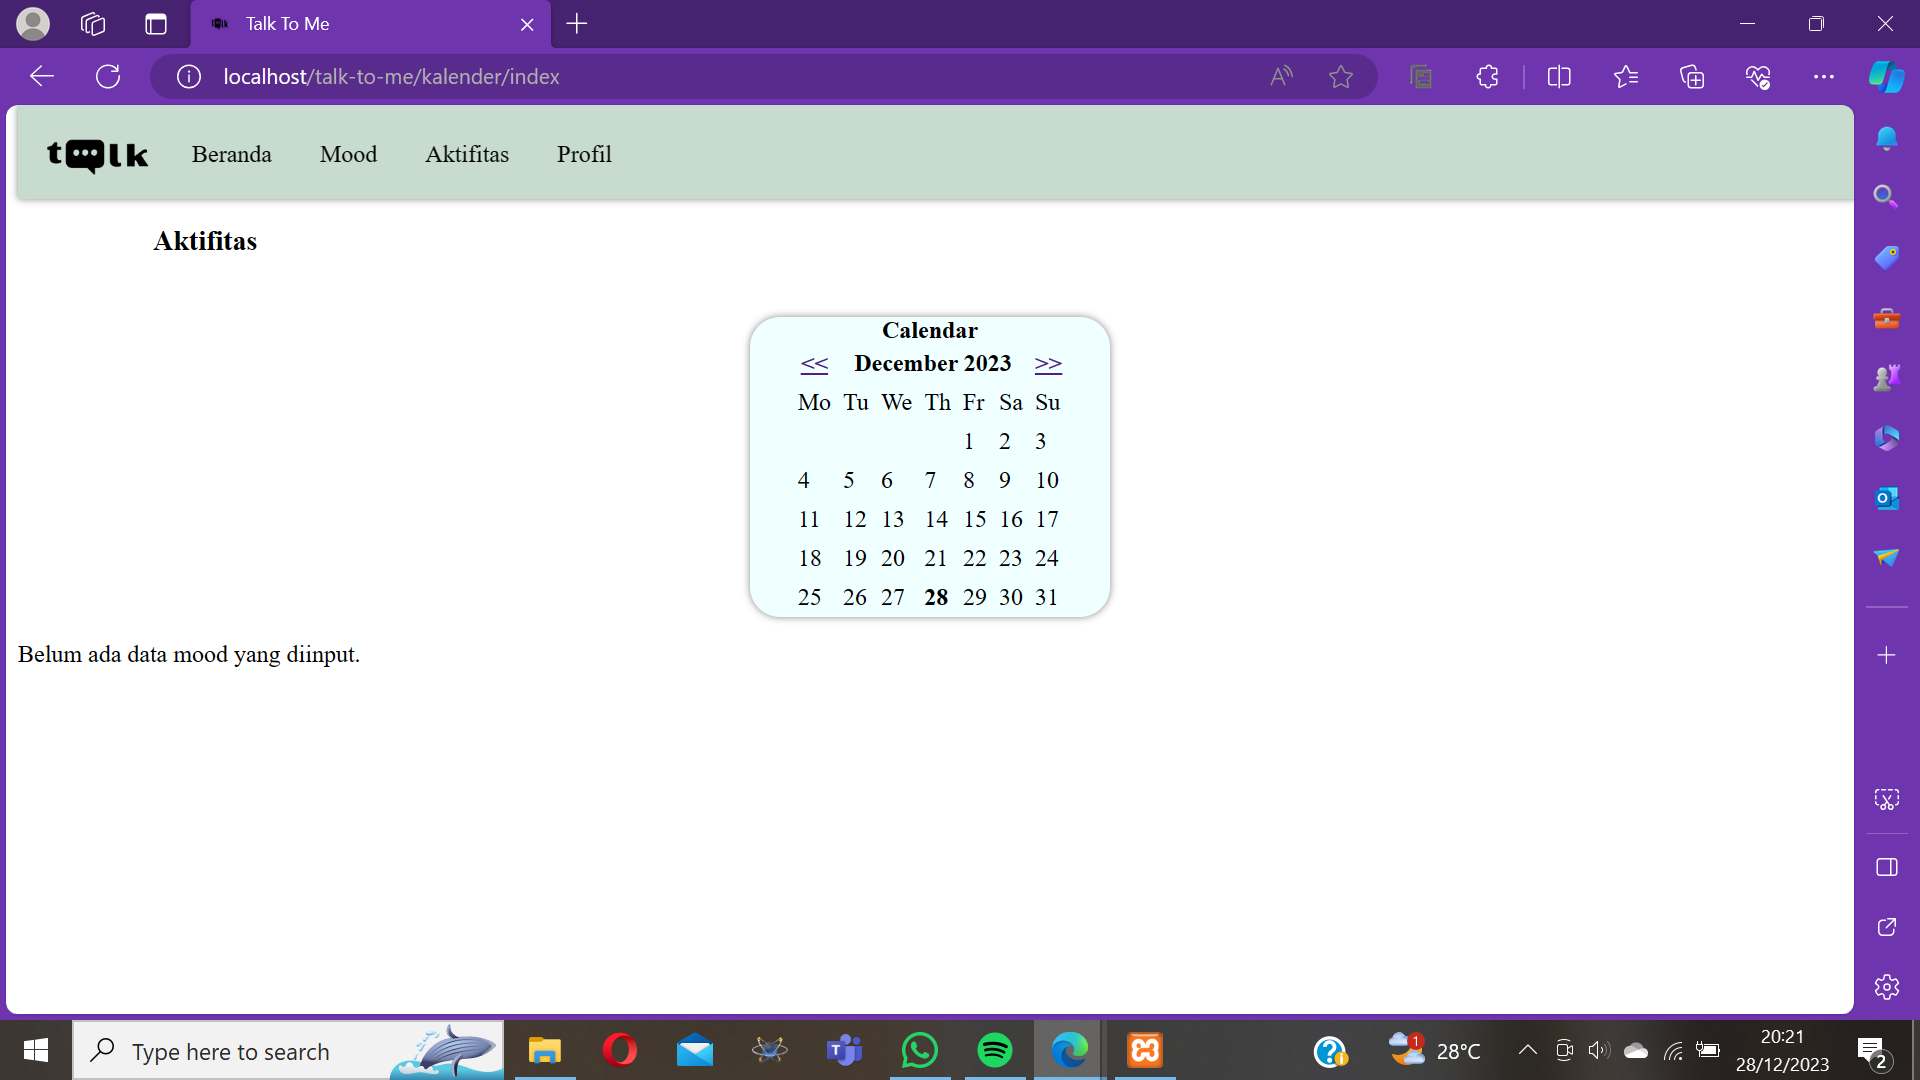 Talk To Me
localhost/talk-to-me/kalender/index
talk Beranda Mood Aktifitas Profil
Aktifitas
Calendar
<< December 2023 >>
Mo Tu We Th Fr Sa Su
1 2 3
4 5 6 7 8 9 10
11 12 13 14 15 16 17
18 19 20 21 22 23 24
25 26 27 28 29 30 31
Belum ada data mood yang diinput.
Type here to search
1
28°C
20:21
28/12/2023
2